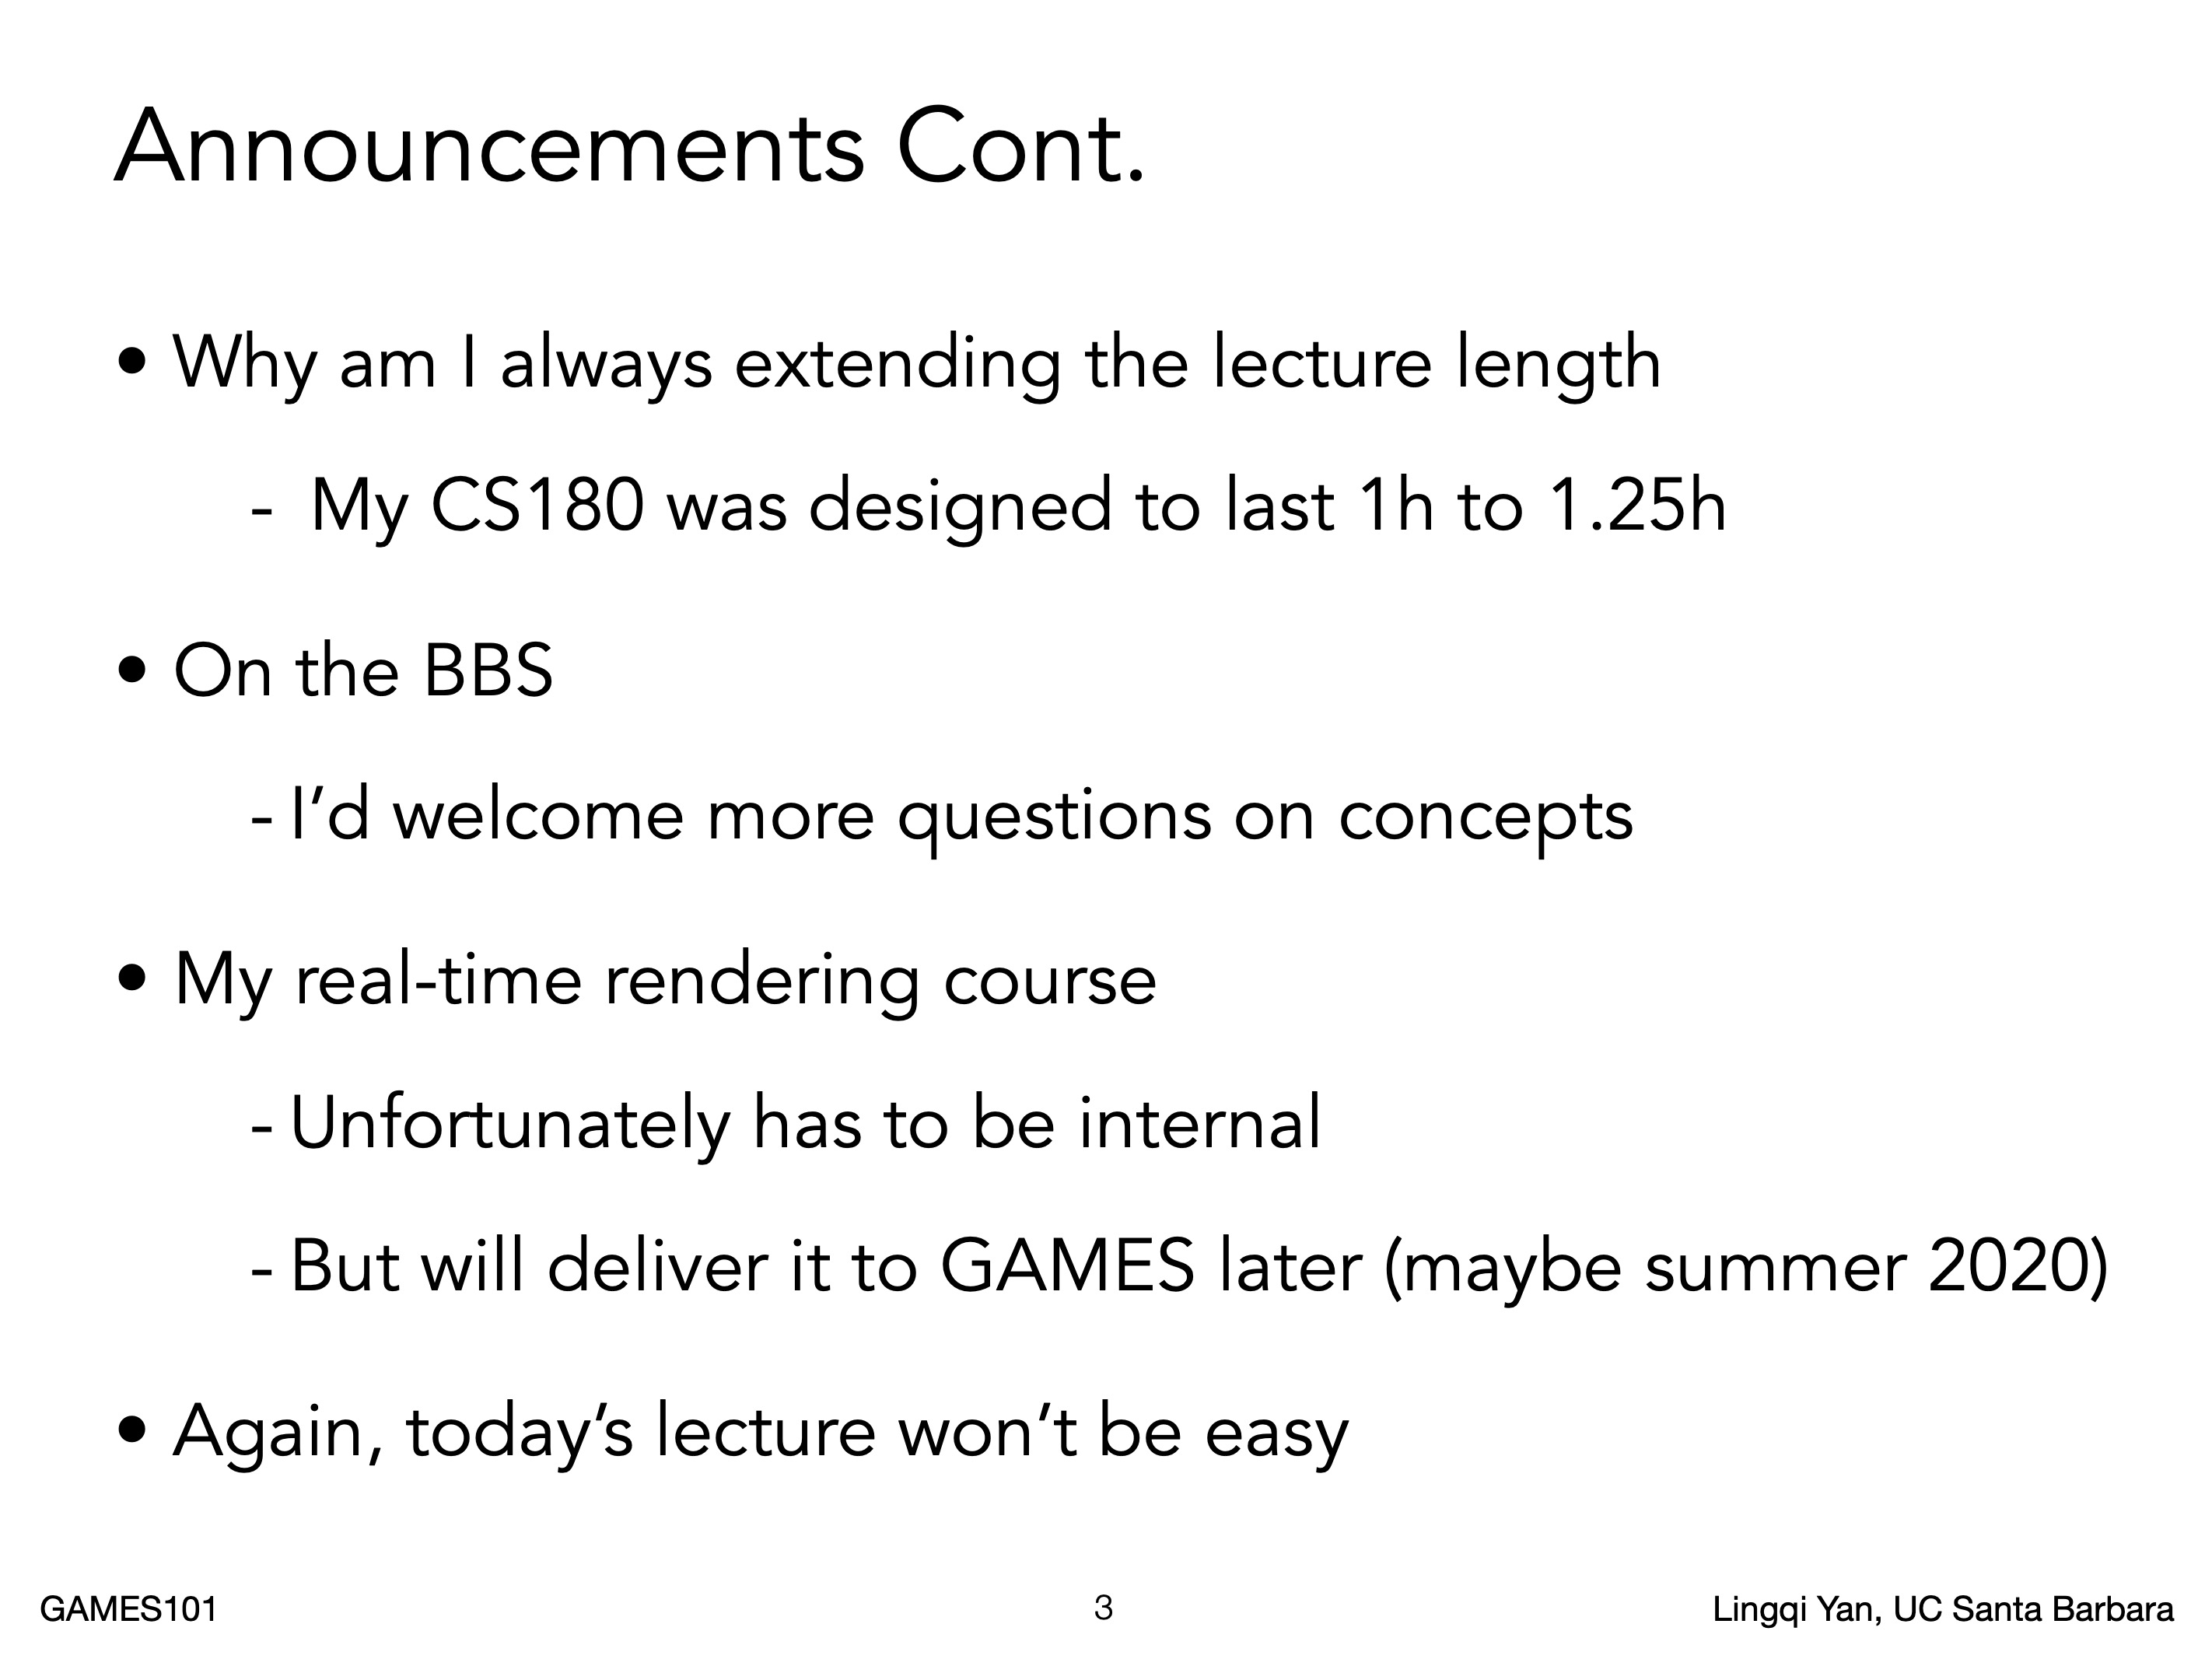 Announcements Cont.
• Why am I always extending the lecture length
- My CS180 was designed to last 1h to 1.25h
• On the BBS
- I’d welcome more questions on concepts
• My real-time rendering course
- Unfortunately has to be internal
- But will deliver it to GAMES later (maybe summer 2020)
• Again, today’s lecture won’t be easy
GAMES101
3
Lingqi Yan, UC Santa Barbara